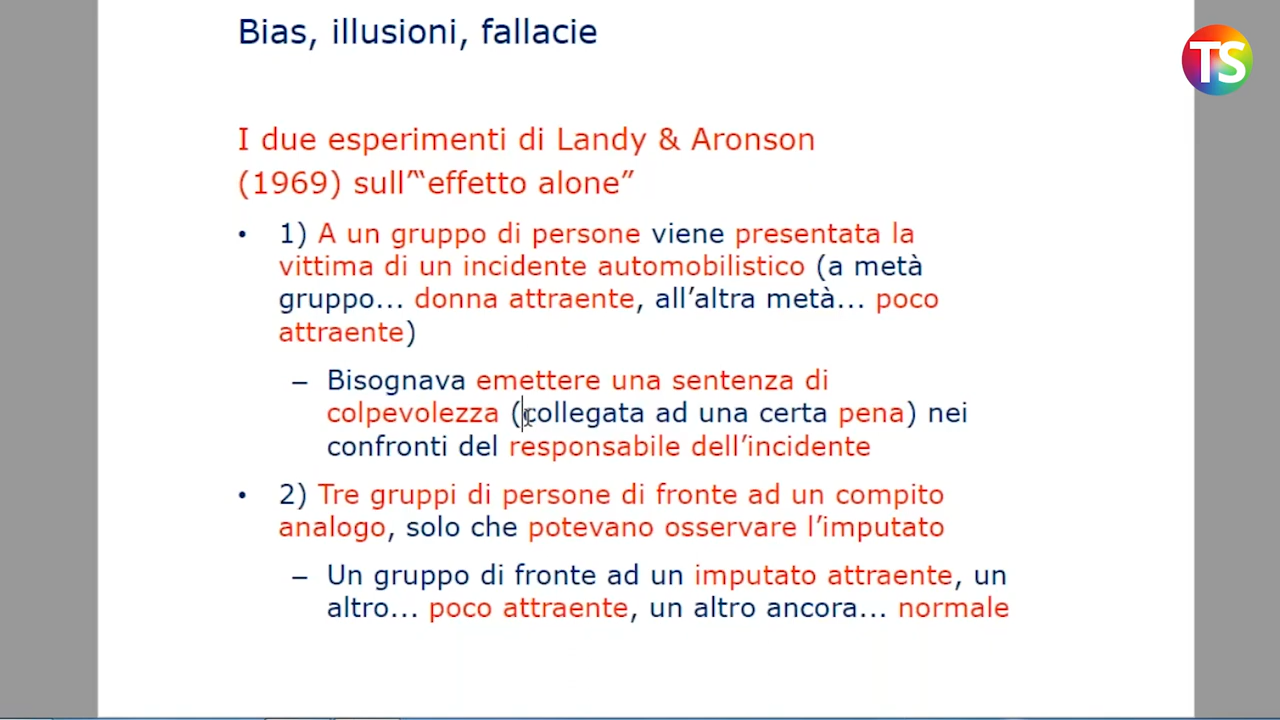 Bias, illusioni, fallacie
TS
I due esperimenti di Landy & Aronson
(1969) sull’“effetto alone”
• 1) A un gruppo di persone viene presentata la
vittima di un incidente automobilistico (a metà
gruppo... donna attraente, all’altra metà... poco
attraente)
– Bisognava emettere una sentenza di
colpevolezza (collegata ad una certa pena) nei
confronti del responsabile dell’incidente
• 2) Tre gruppi di persone di fronte ad un compito
analogo, solo che potevano osservare l’imputato
– Un gruppo di fronte ad un imputato attraente, un
altro... poco attraente, un altro ancora... normale